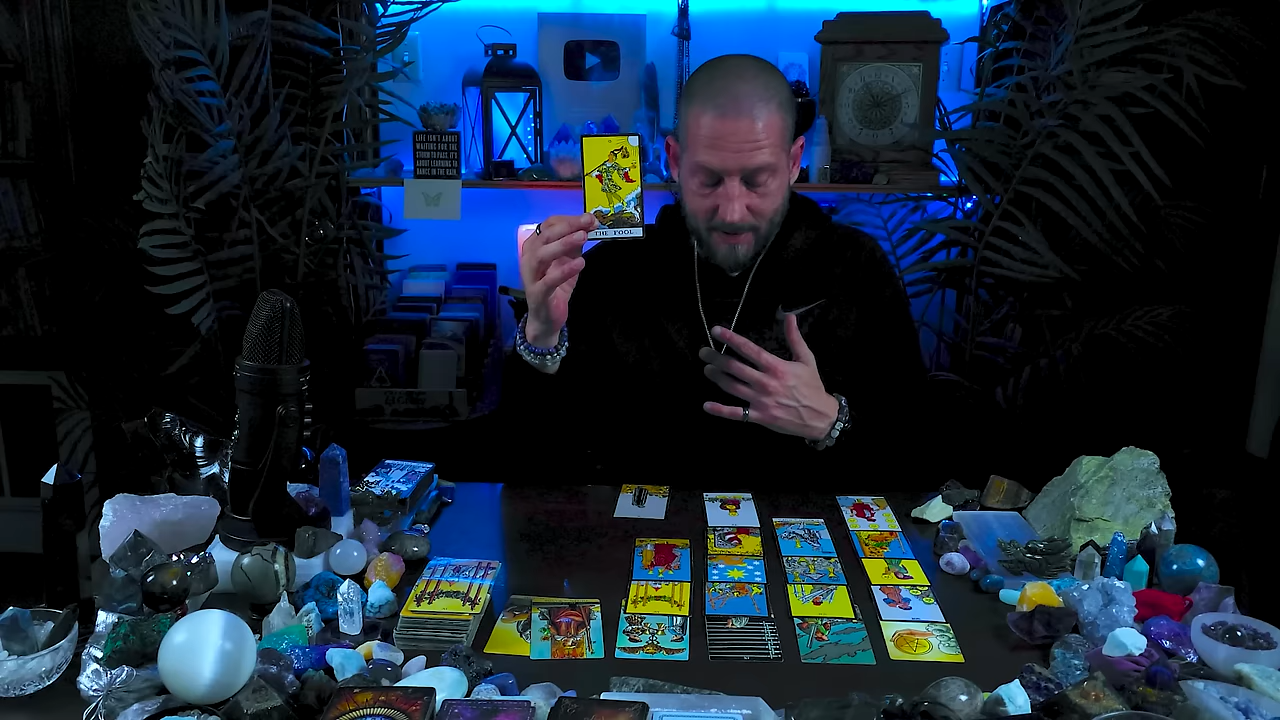 LIFE ISN'T ABOUT
WAITING FOR THE
STORM TO PASS, IT'S
ABOUT LEARNING TO
DANCE IN THE RAIN.
THE FOOL